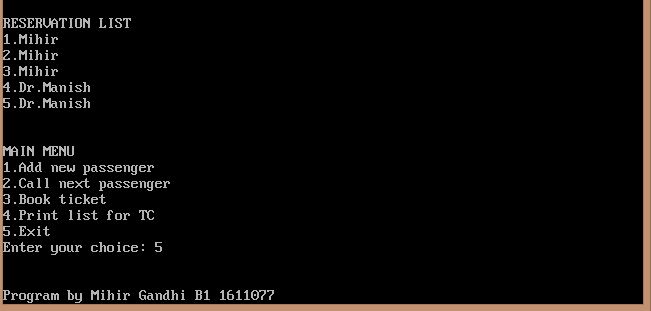 RESERVATION LIST
1.Mihir
2.Mihir
3.Mihir
4.Dr.Manish
5.Dr.Manish
MAIN MENU
1.Add new passenger
2.Call next passenger
3.Book ticket
4.Print list for TC
5.Exit
Enter your choice: 5
Program by Mihir Gandhi B1 1611077